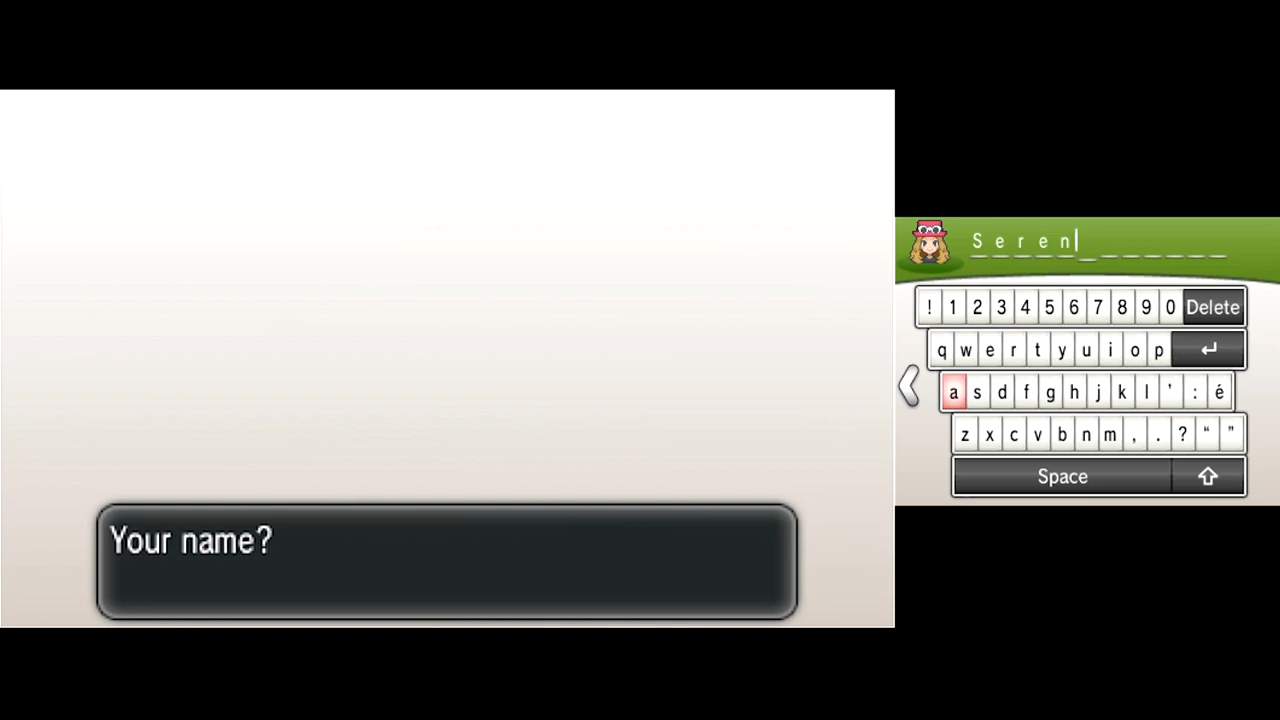 Seren
! 1 2 3 4 5 6 7 8 9 0 Delete
q w e r t y u i o p ↵
a s d f g h j k l ' : é
z x c v b n m , . ? “ ”
Space
Your name?